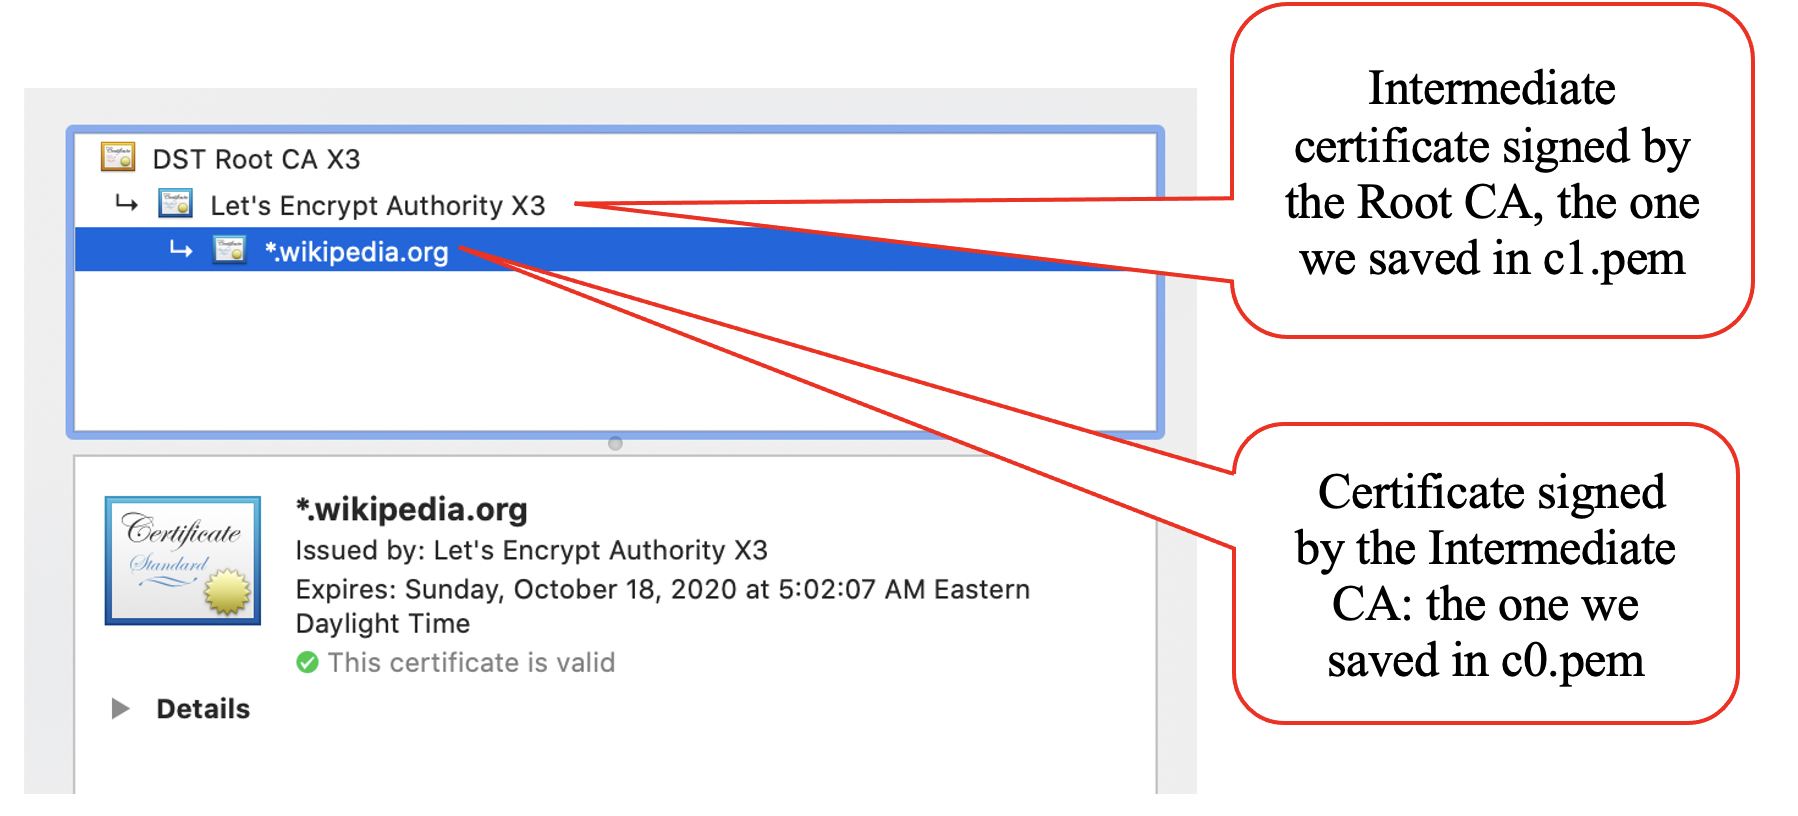 DST Root CA X3
Let's Encrypt Authority X3
*.wikipedia.org
Intermediate
certificate signed by
the Root CA, the one
we saved in c1.pem
Certificate
Standard
*.wikipedia.org
Issued by: Let's Encrypt Authority X3
Expires: Sunday, October 18, 2020 at 5:02:07 AM Eastern
Daylight Time
This certificate is valid
Details
Certificate signed
by the Intermediate
CA: the one we
saved in c0.pem